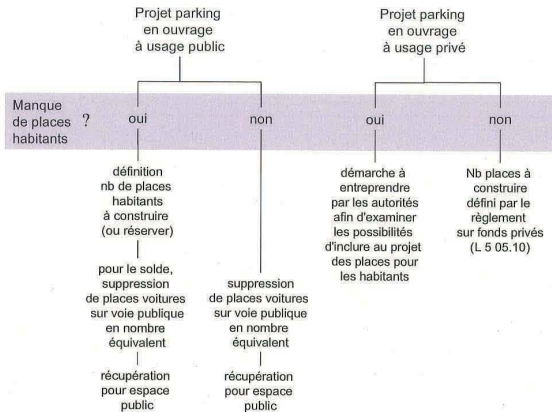 Projet parking
en ouvrage
à usage public
Projet parking
en ouvrage
à usage privé
Manque
de places
habitants
?
oui
non
oui
non
définition
nb de places
habitants
à construire
(ou réserver)
pour le solde,
suppression
de places voitures
sur voie publique
en nombre
équivalent
récupération
pour espace
public
suppression
de places voitures
sur voie publique
en nombre
équivalent
récupération
pour espace
public
démarche à
entreprendre
par les autorités
afin d'examiner
les possibilités
d'inclure au projet
des places pour
les habitants
Nb places à
construire
défini par le
règlement
sur fonds privés
(L 5 05.10)